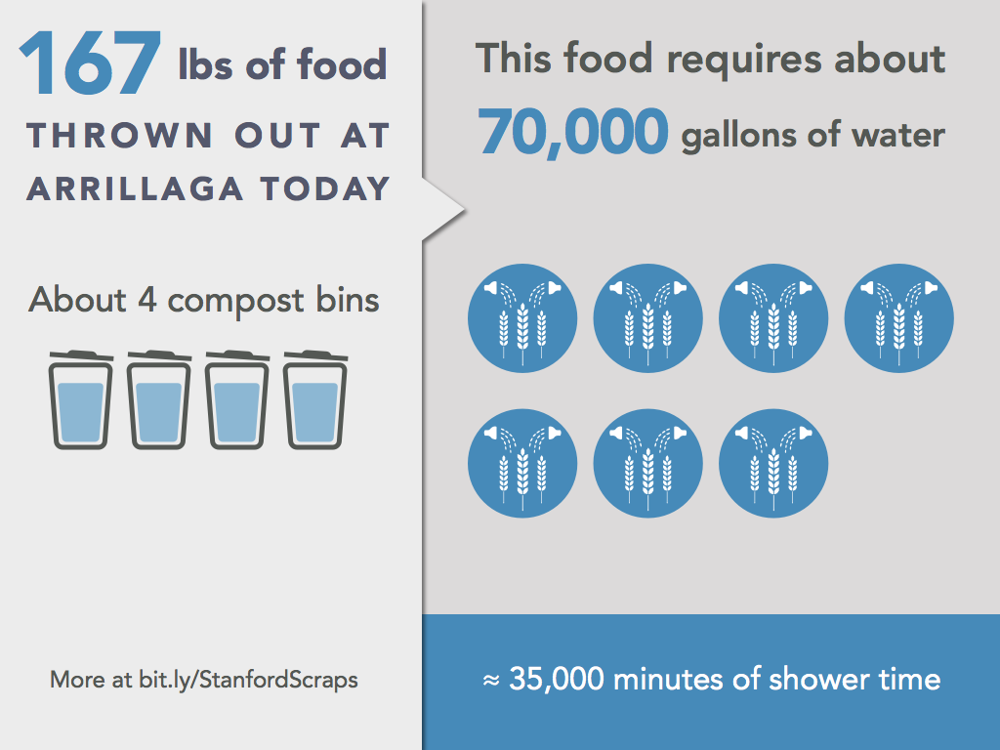 167 lbs of food
THROWN OUT AT
ARRILLAGA TODAY
About 4 compost bins
More at bit.ly/StanfordScraps
This food requires about
70,000 gallons of water
≈ 35,000 minutes of shower time